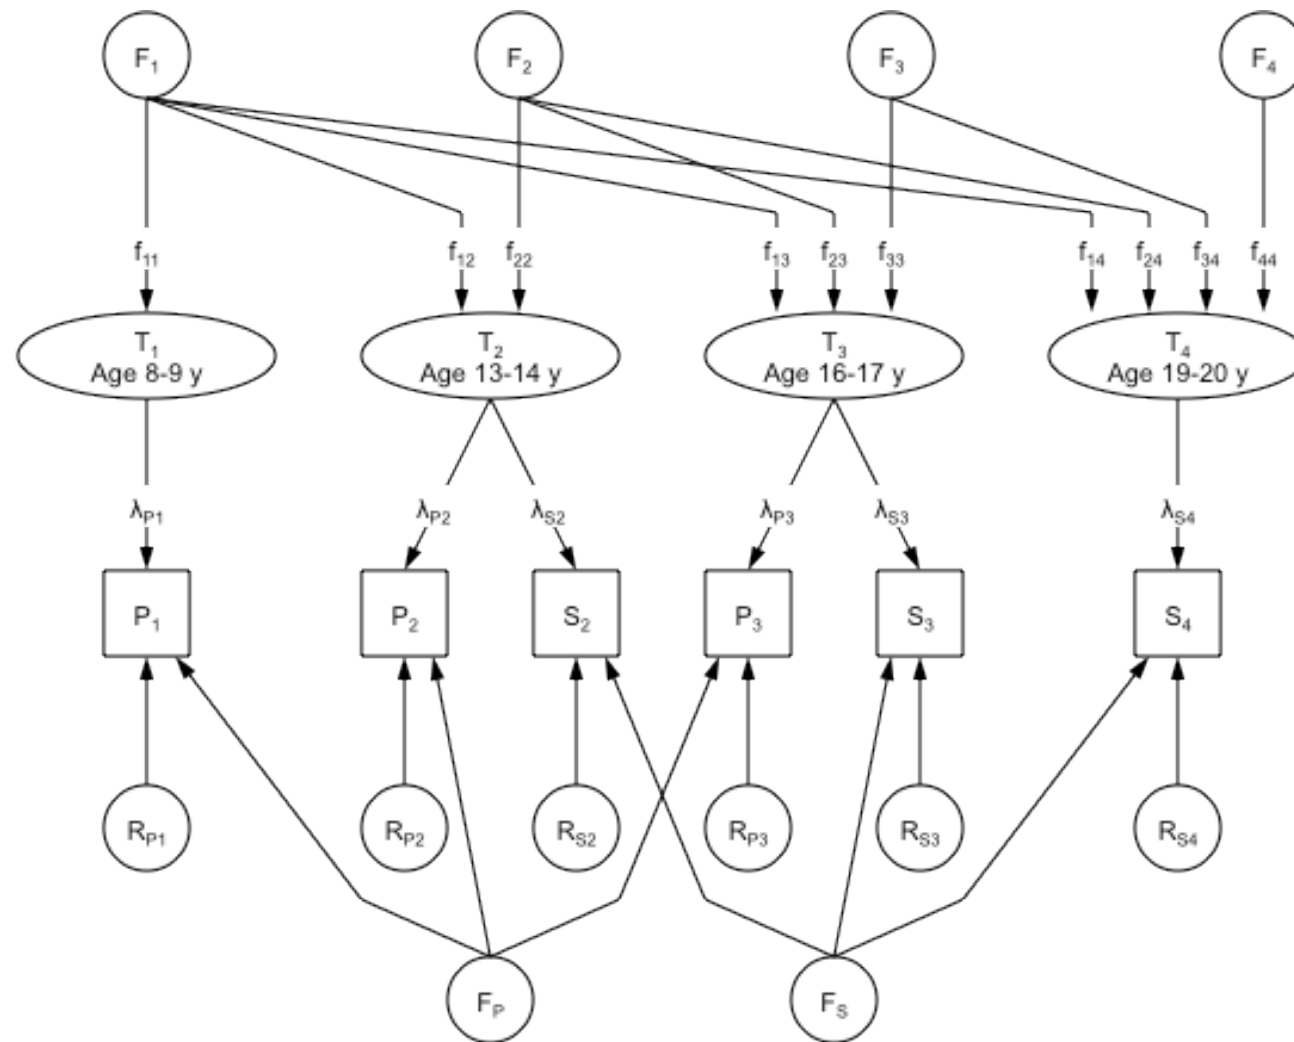 F₁ F₂ F₃ F₄
f₁₁ f₁₂ f₂₂ f₁₃ f₂₃ f₃₃ f₁₄ f₂₄ f₃₄ f₄₄
T₁ T₂ T₃ T₄
Age 8-9 y Age 13-14 y Age 16-17 y Age 19-20 y
λP1 λP2 λS2 λP3 λS3 λS4
P₁ P₂ S₂ P₃ S₃ S₄
RP1 RP2 RS2 RP3 RS3 RS4
FP FS